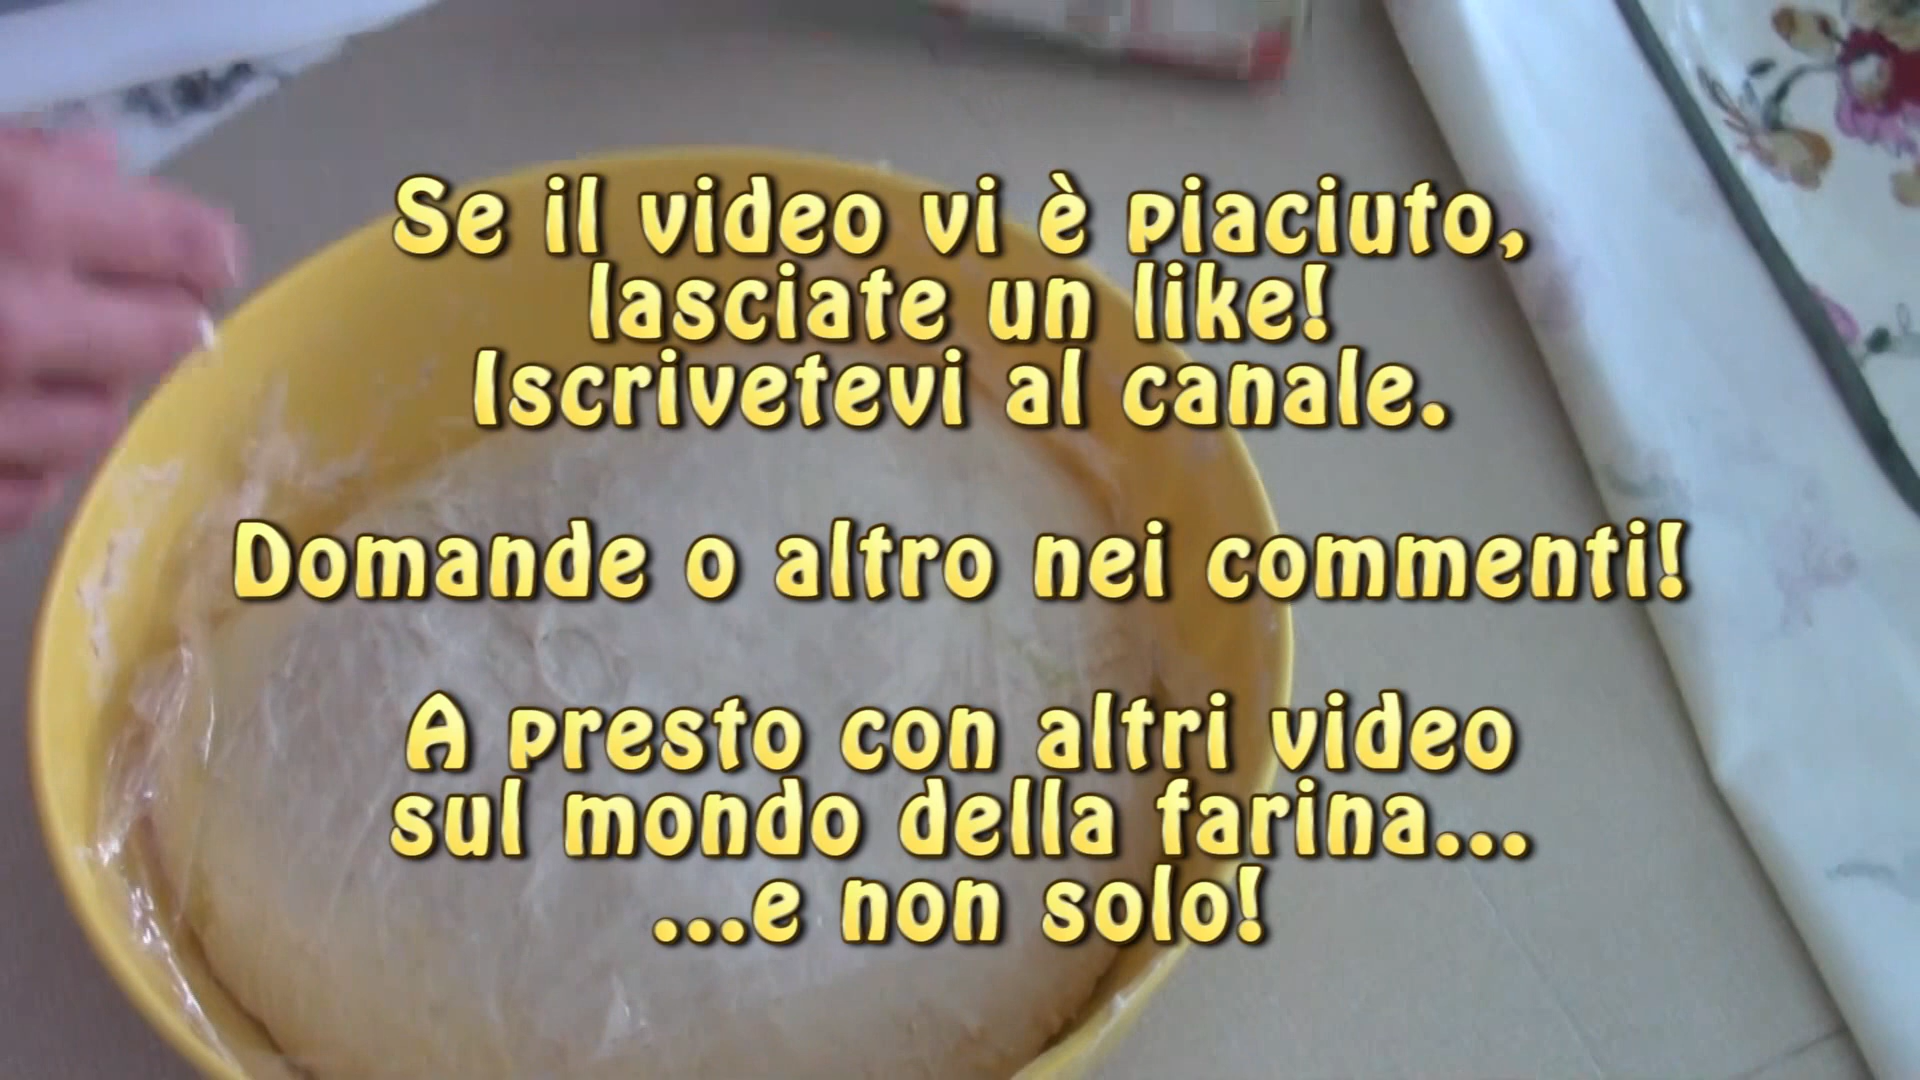 Se il video vi è piaciuto,
lasciate un like!
Iscrivetevi al canale.
Domande o altro nei commenti!
A presto con altri video
sul mondo della farina...
...e non solo!